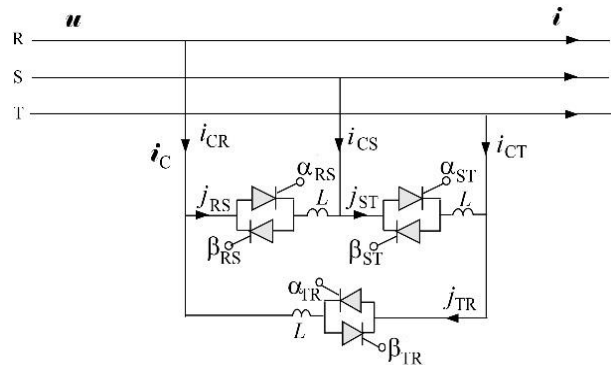 u i
R
S
T
i_CR i_CS i_CT
i_C
α_RS α_ST
j_RS L j_ST L
β_RS β_ST
α_TR j_TR
L
β_TR